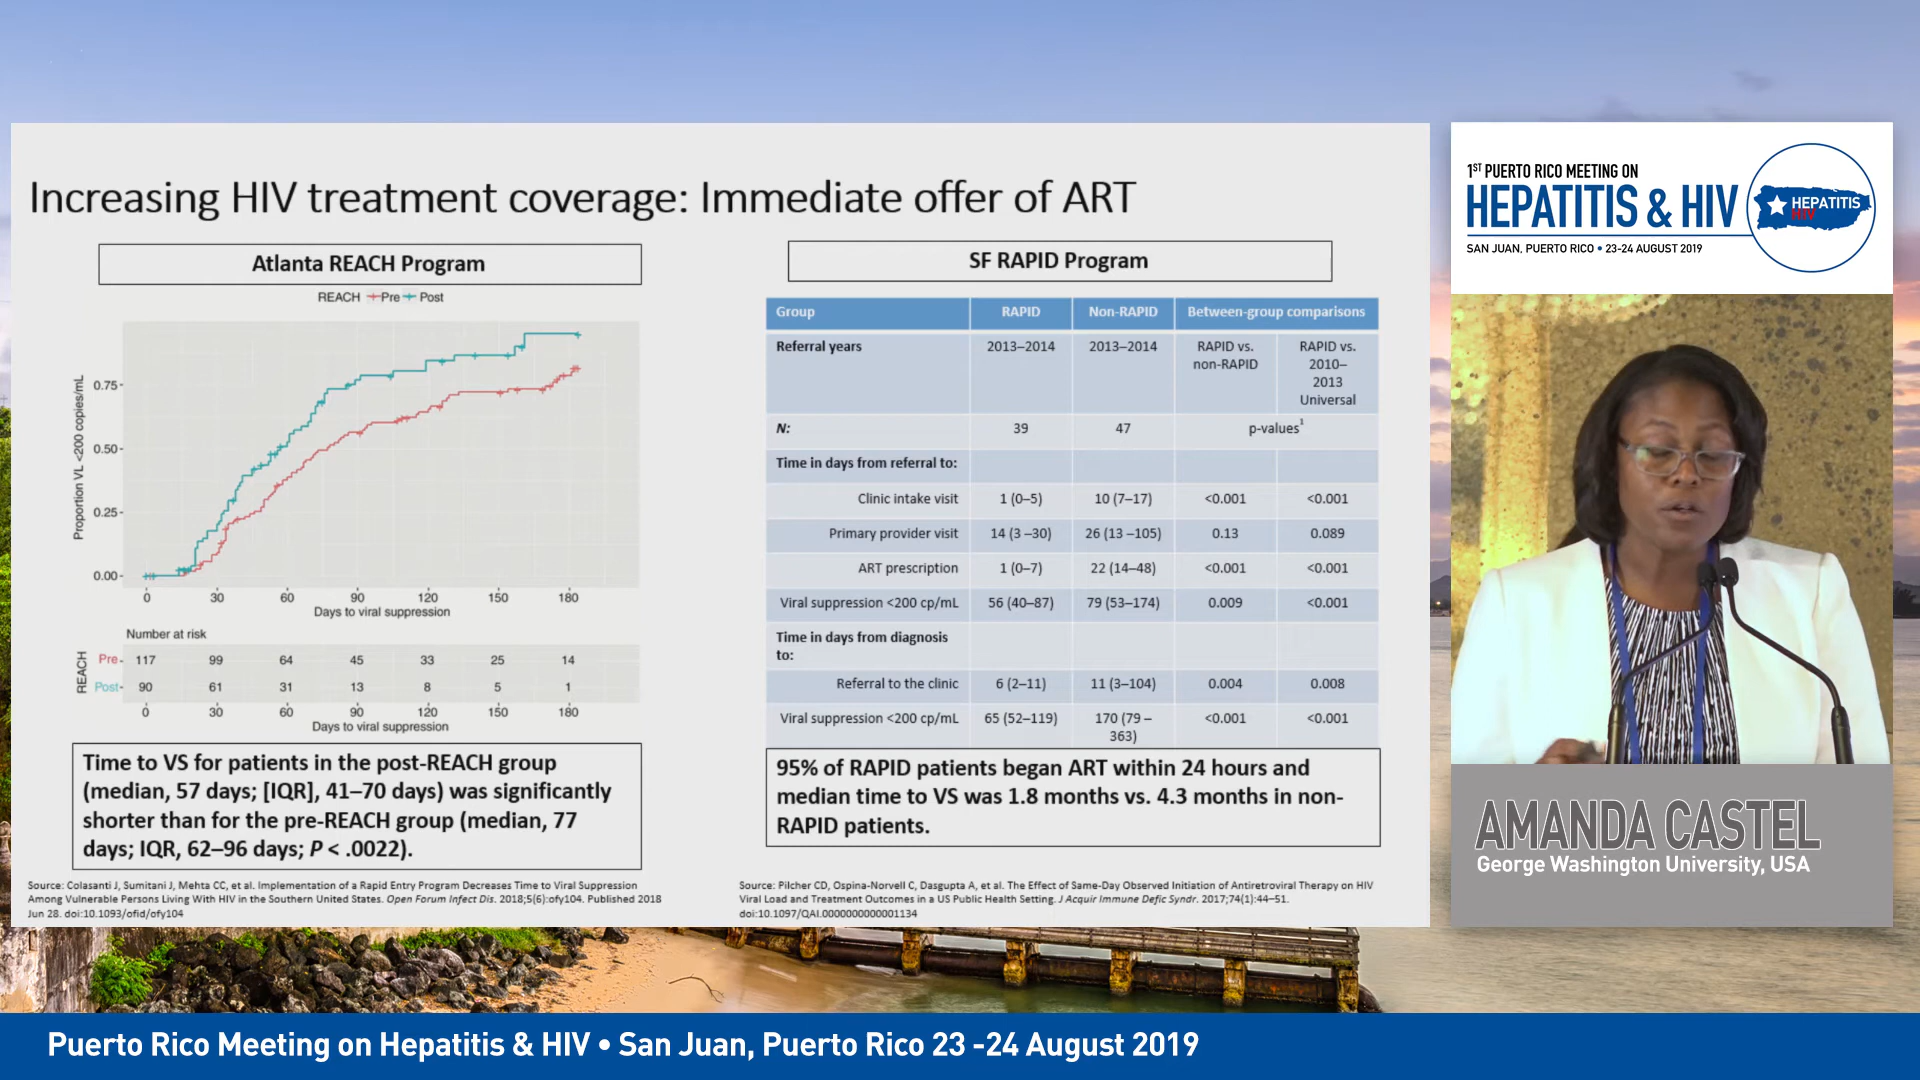 Increasing HIV treatment coverage: Immediate offer of ART
Atlanta REACH Program
REACH Pre Post
Proportion VL <200 copies/mL
0.75
0.50
0.25
0.00
0 30 60 90 120 150 180
Days to viral suppression
Number at risk
REACH
Pre 117 99 64 45 33 25 14
Post 90 61 31 13 8 5 1
0 30 60 90 120 150 180
Days to viral suppression
Time to VS for patients in the post-REACH group
(median, 57 days; [IQR], 41–70 days) was significantly
shorter than for the pre-REACH group (median, 77
days; IQR, 62–96 days; P < .0022).
Source: Colasanti J, Sumitani J, Mehta CC, et al. Implementation of a Rapid Entry Program Decreases Time to Viral Suppression
Among Vulnerable Persons Living With HIV in the Southern United States. Open Forum Infect Dis. 2018;5(6):ofy104. Published 2018
Jun 28. doi:10.1093/ofid/ofy104
SF RAPID Program
Group RAPID Non-RAPID Between-group comparisons
Referral years 2013–2014 2013–2014 RAPID vs. RAPID vs.
non-RAPID 2010–
2013
Universal
N: 39 47 p-values1
Time in days from referral to:
Clinic intake visit 1 (0–5) 10 (7–17) <0.001 <0.001
Primary provider visit 14 (3 –30) 26 (13 –105) 0.13 0.089
ART prescription 1 (0–7) 22 (14–48) <0.001 <0.001
Viral suppression <200 cp/mL 56 (40–87) 79 (53–174) 0.009 <0.001
Time in days from diagnosis
to:
Referral to the clinic 6 (2–11) 11 (3–104) 0.004 0.008
Viral suppression <200 cp/mL 65 (52–119) 170 (79 – <0.001 <0.001
363)
95% of RAPID patients began ART within 24 hours and
median time to VS was 1.8 months vs. 4.3 months in non-
RAPID patients.
Source: Pilcher CD, Ospina-Norvell C, Dasgupta A, et al. The Effect of Same-Day Observed Initiation of Antiretroviral Therapy on HIV
Viral Load and Treatment Outcomes in a US Public Health Setting. J Acquir Immune Defic Syndr. 2017;74(1):44–51.
doi:10.1097/QAI.0000000000001134
1ST PUERTO RICO MEETING ON
HEPATITIS & HIV
SAN JUAN, PUERTO RICO • 23-24 AUGUST 2019
HEPATITIS
HIV
AMANDA CASTEL
George Washington University, USA
Puerto Rico Meeting on Hepatitis & HIV • San Juan, Puerto Rico 23 -24 August 2019